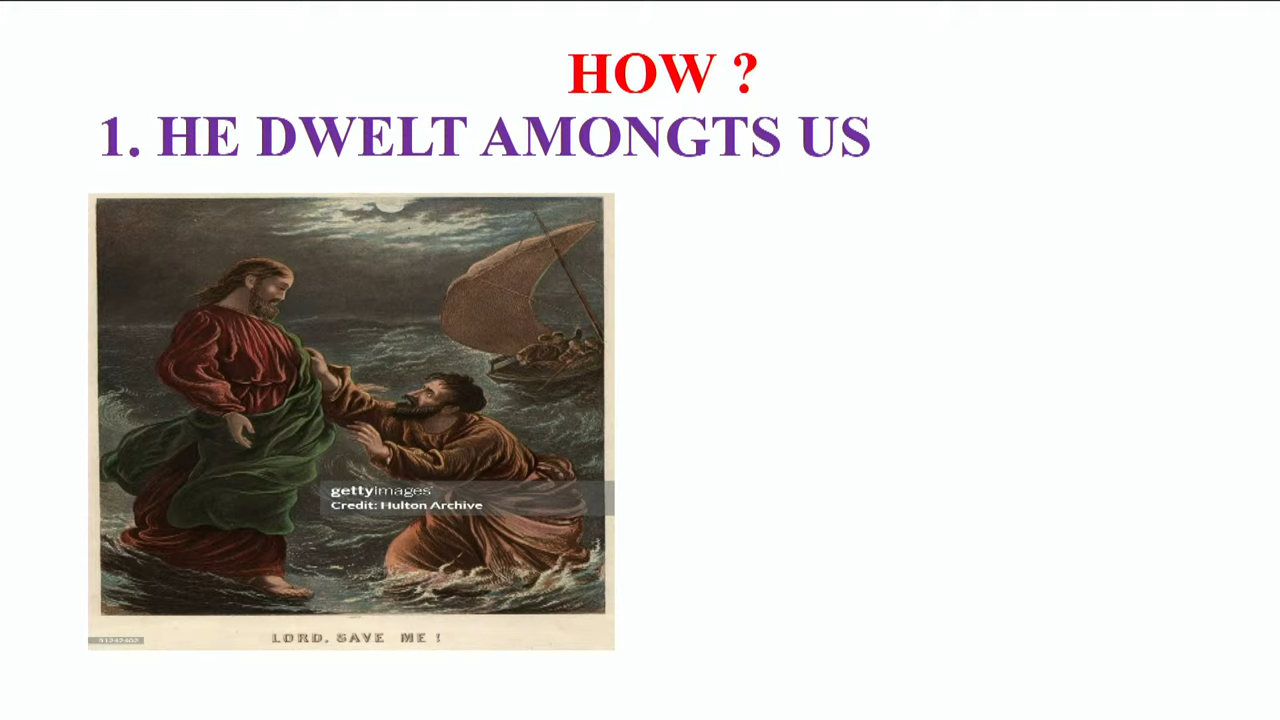 HOW ?
1. HE DWELT AMONGTS US
gettyimages
Credit: Hulton Archive
LORD, SAVE ME !